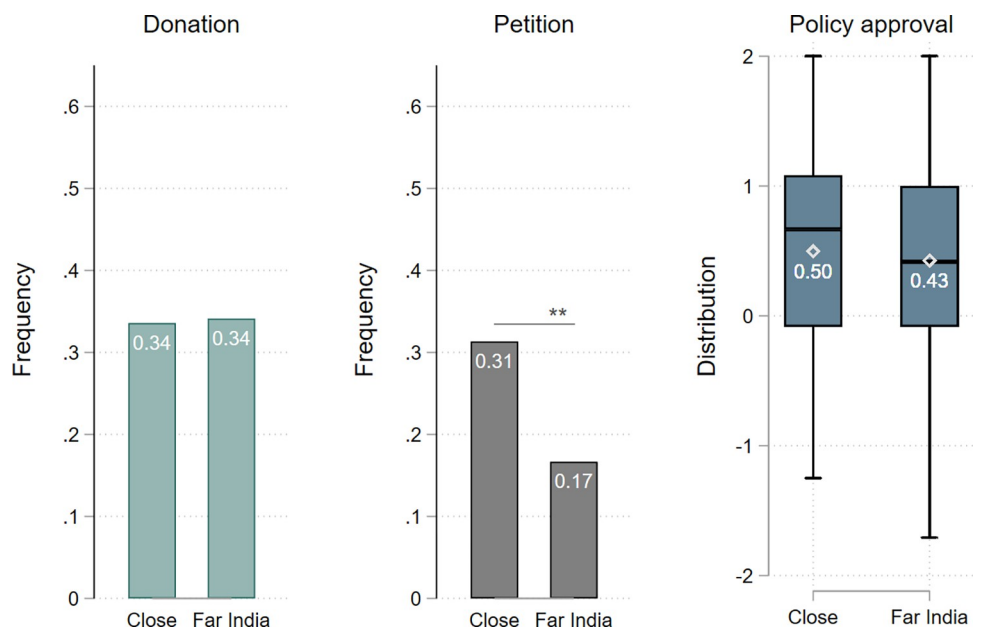 Donation
Frequency
.6
.5
.4
.3
.2
.1
0
0.34
0.34
Close
Far India
Petition
Frequency
.6
.5
.4
.3
.2
.1
0
**
0.31
0.17
Close
Far India
Policy approval
Distribution
2
1
0
-1
-2
0.50
0.43
Close
Far India